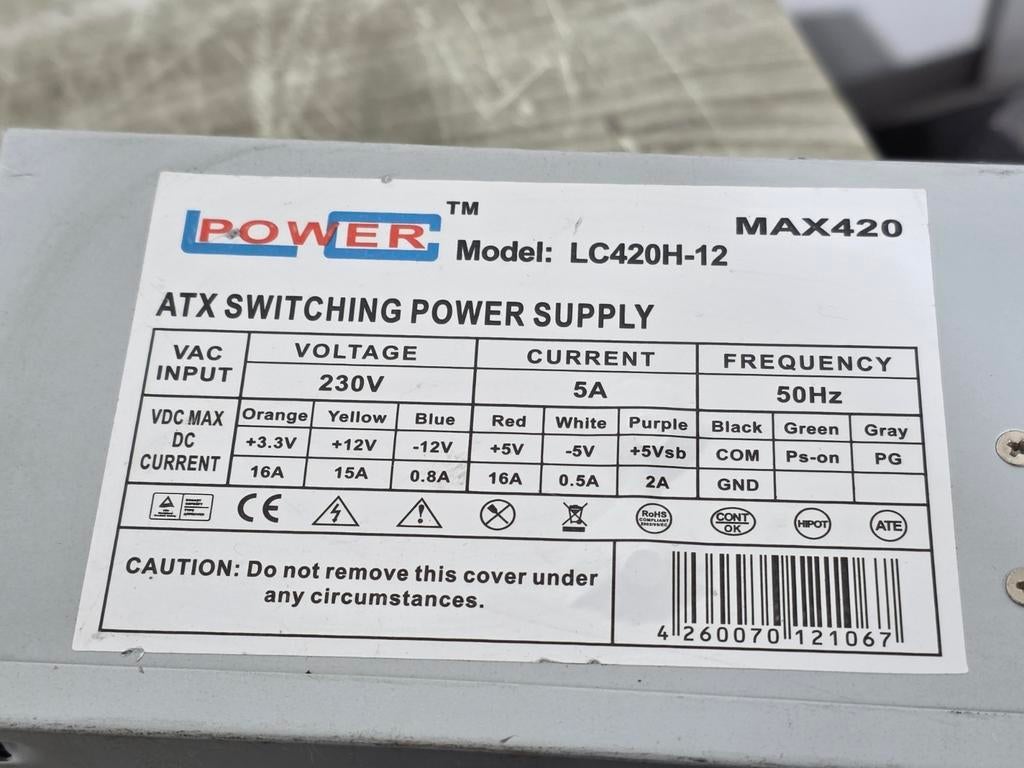 POWER™
MAX420
Model: LC420H-12
ATX SWITCHING POWER SUPPLY
VAC INPUT VOLTAGE CURRENT FREQUENCY
230V 5A 50Hz
VDC MAX DC CURRENT Orange Yellow Blue Red White Purple Black Green Gray
+3.3V +12V -12V +5V -5V +5Vsb COM Ps-on PG
16A 15A 0.8A 16A 0.5A 2A GND
CE RoHS CONT OK HIPOT ATE
COMPLIANT
CAUTION: Do not remove this cover under
any circumstances.
4 260070 121067